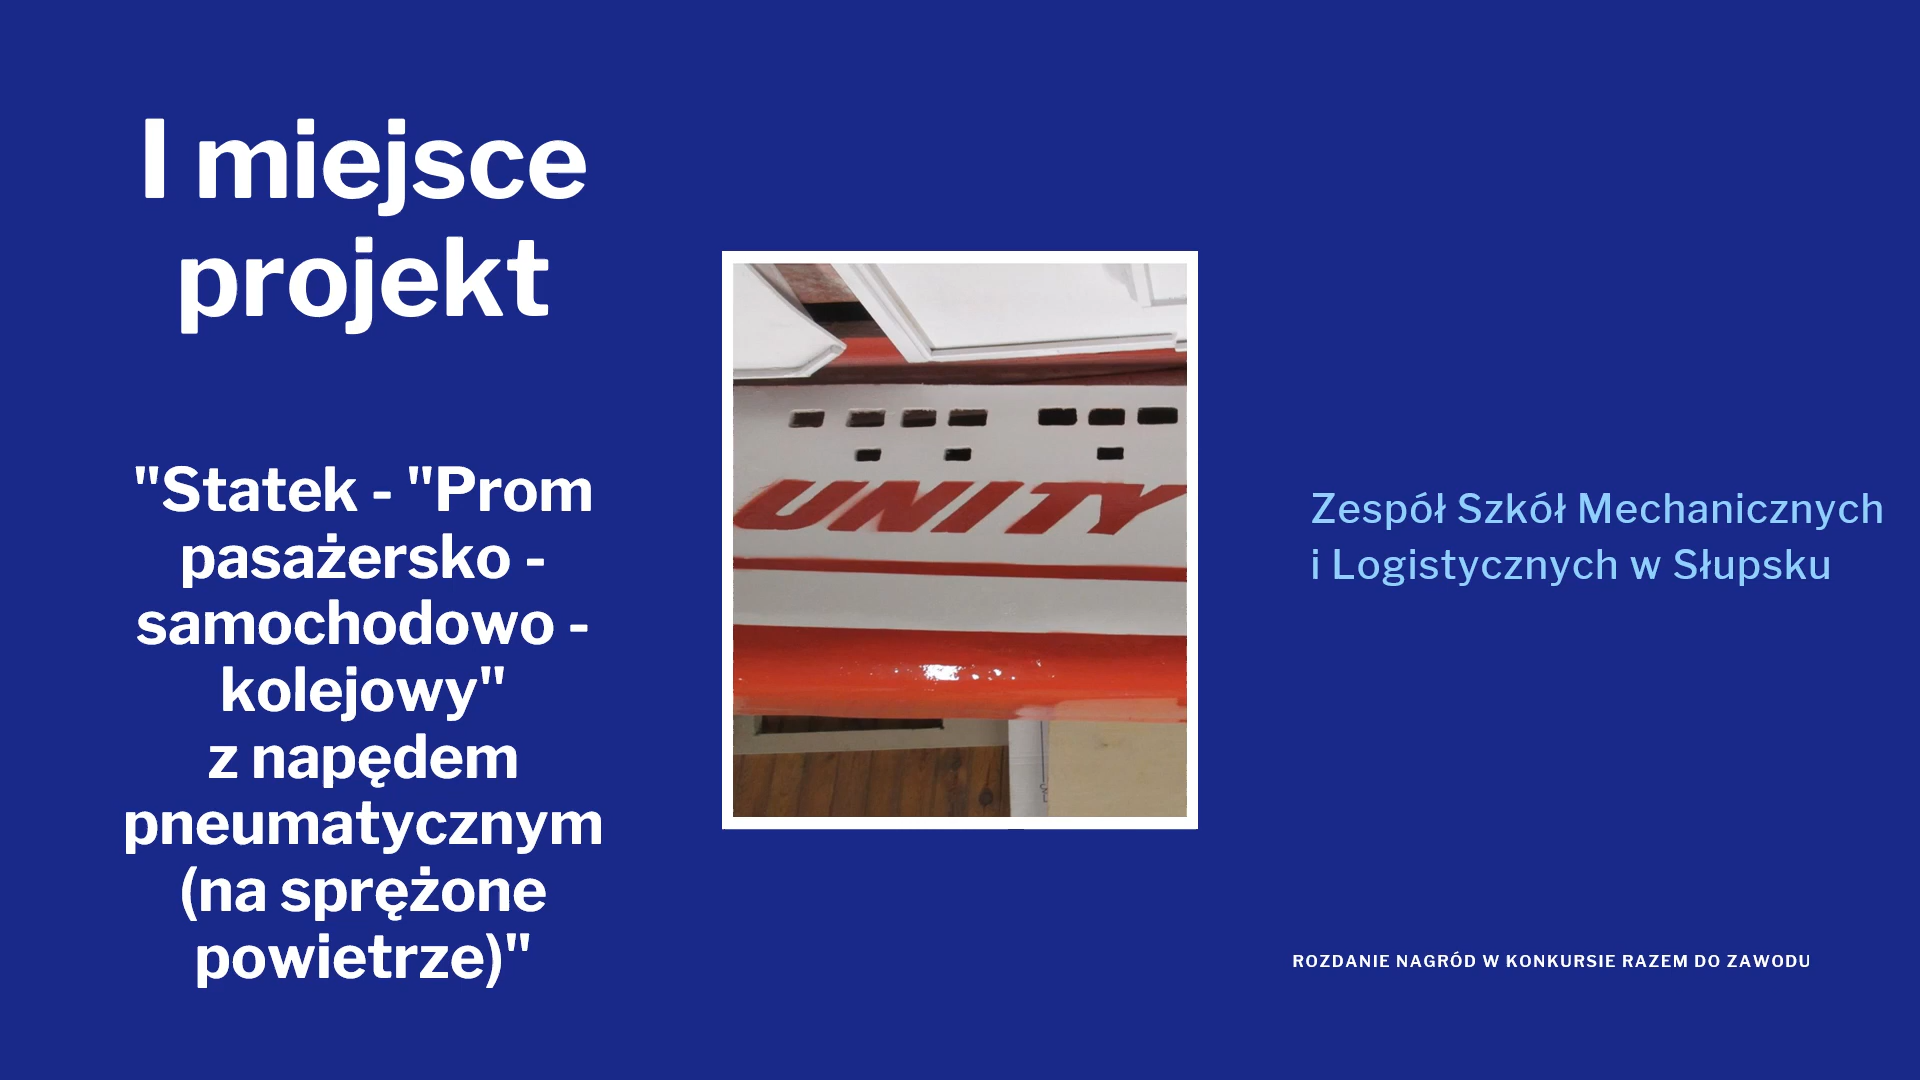 I miejsce
projekt
"Statek - "Prom
pasażersko -
samochodowo -
kolejowy"
z napędem
pneumatycznym
(na sprężone
powietrze)"
UNITY
Zespół Szkół Mechanicznych
i Logistycznych w Słupsku
ROZDANIE NAGRÓD W KONKURSIE RAZEM DO ZAWODU